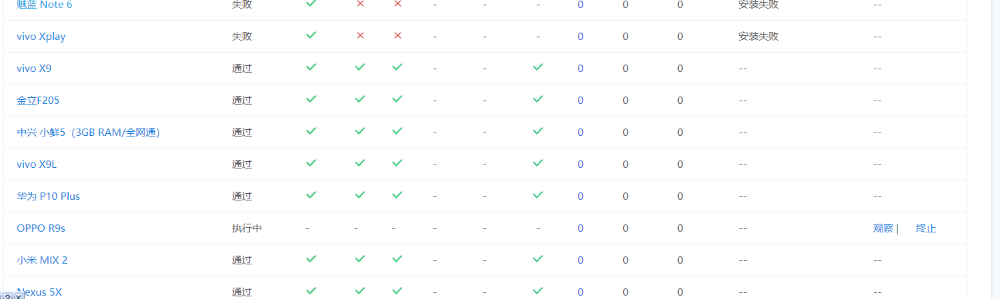 魅蓝 Note 6 失败 - - - 0 0 0 安装失败 --
vivo Xplay 失败 - - - 0 0 0 安装失败 --
vivo X9 通过 - - 0 0 0 -- --
金立F205 通过 - - 0 0 0 -- --
中兴 小鲜5（3GB RAM/全网通） 通过 - - 0 0 0 -- --
vivo X9L 通过 - - 0 0 0 -- --
华为 P10 Plus 通过 - - 0 0 0 -- --
OPPO R9s 执行中 - - - - - - 0 0 0 -- 观察 | 终止
小米 MIX 2 通过 - - 0 0 0 -- --
Nexus 5X 通过 - - 0 0 0 -- --